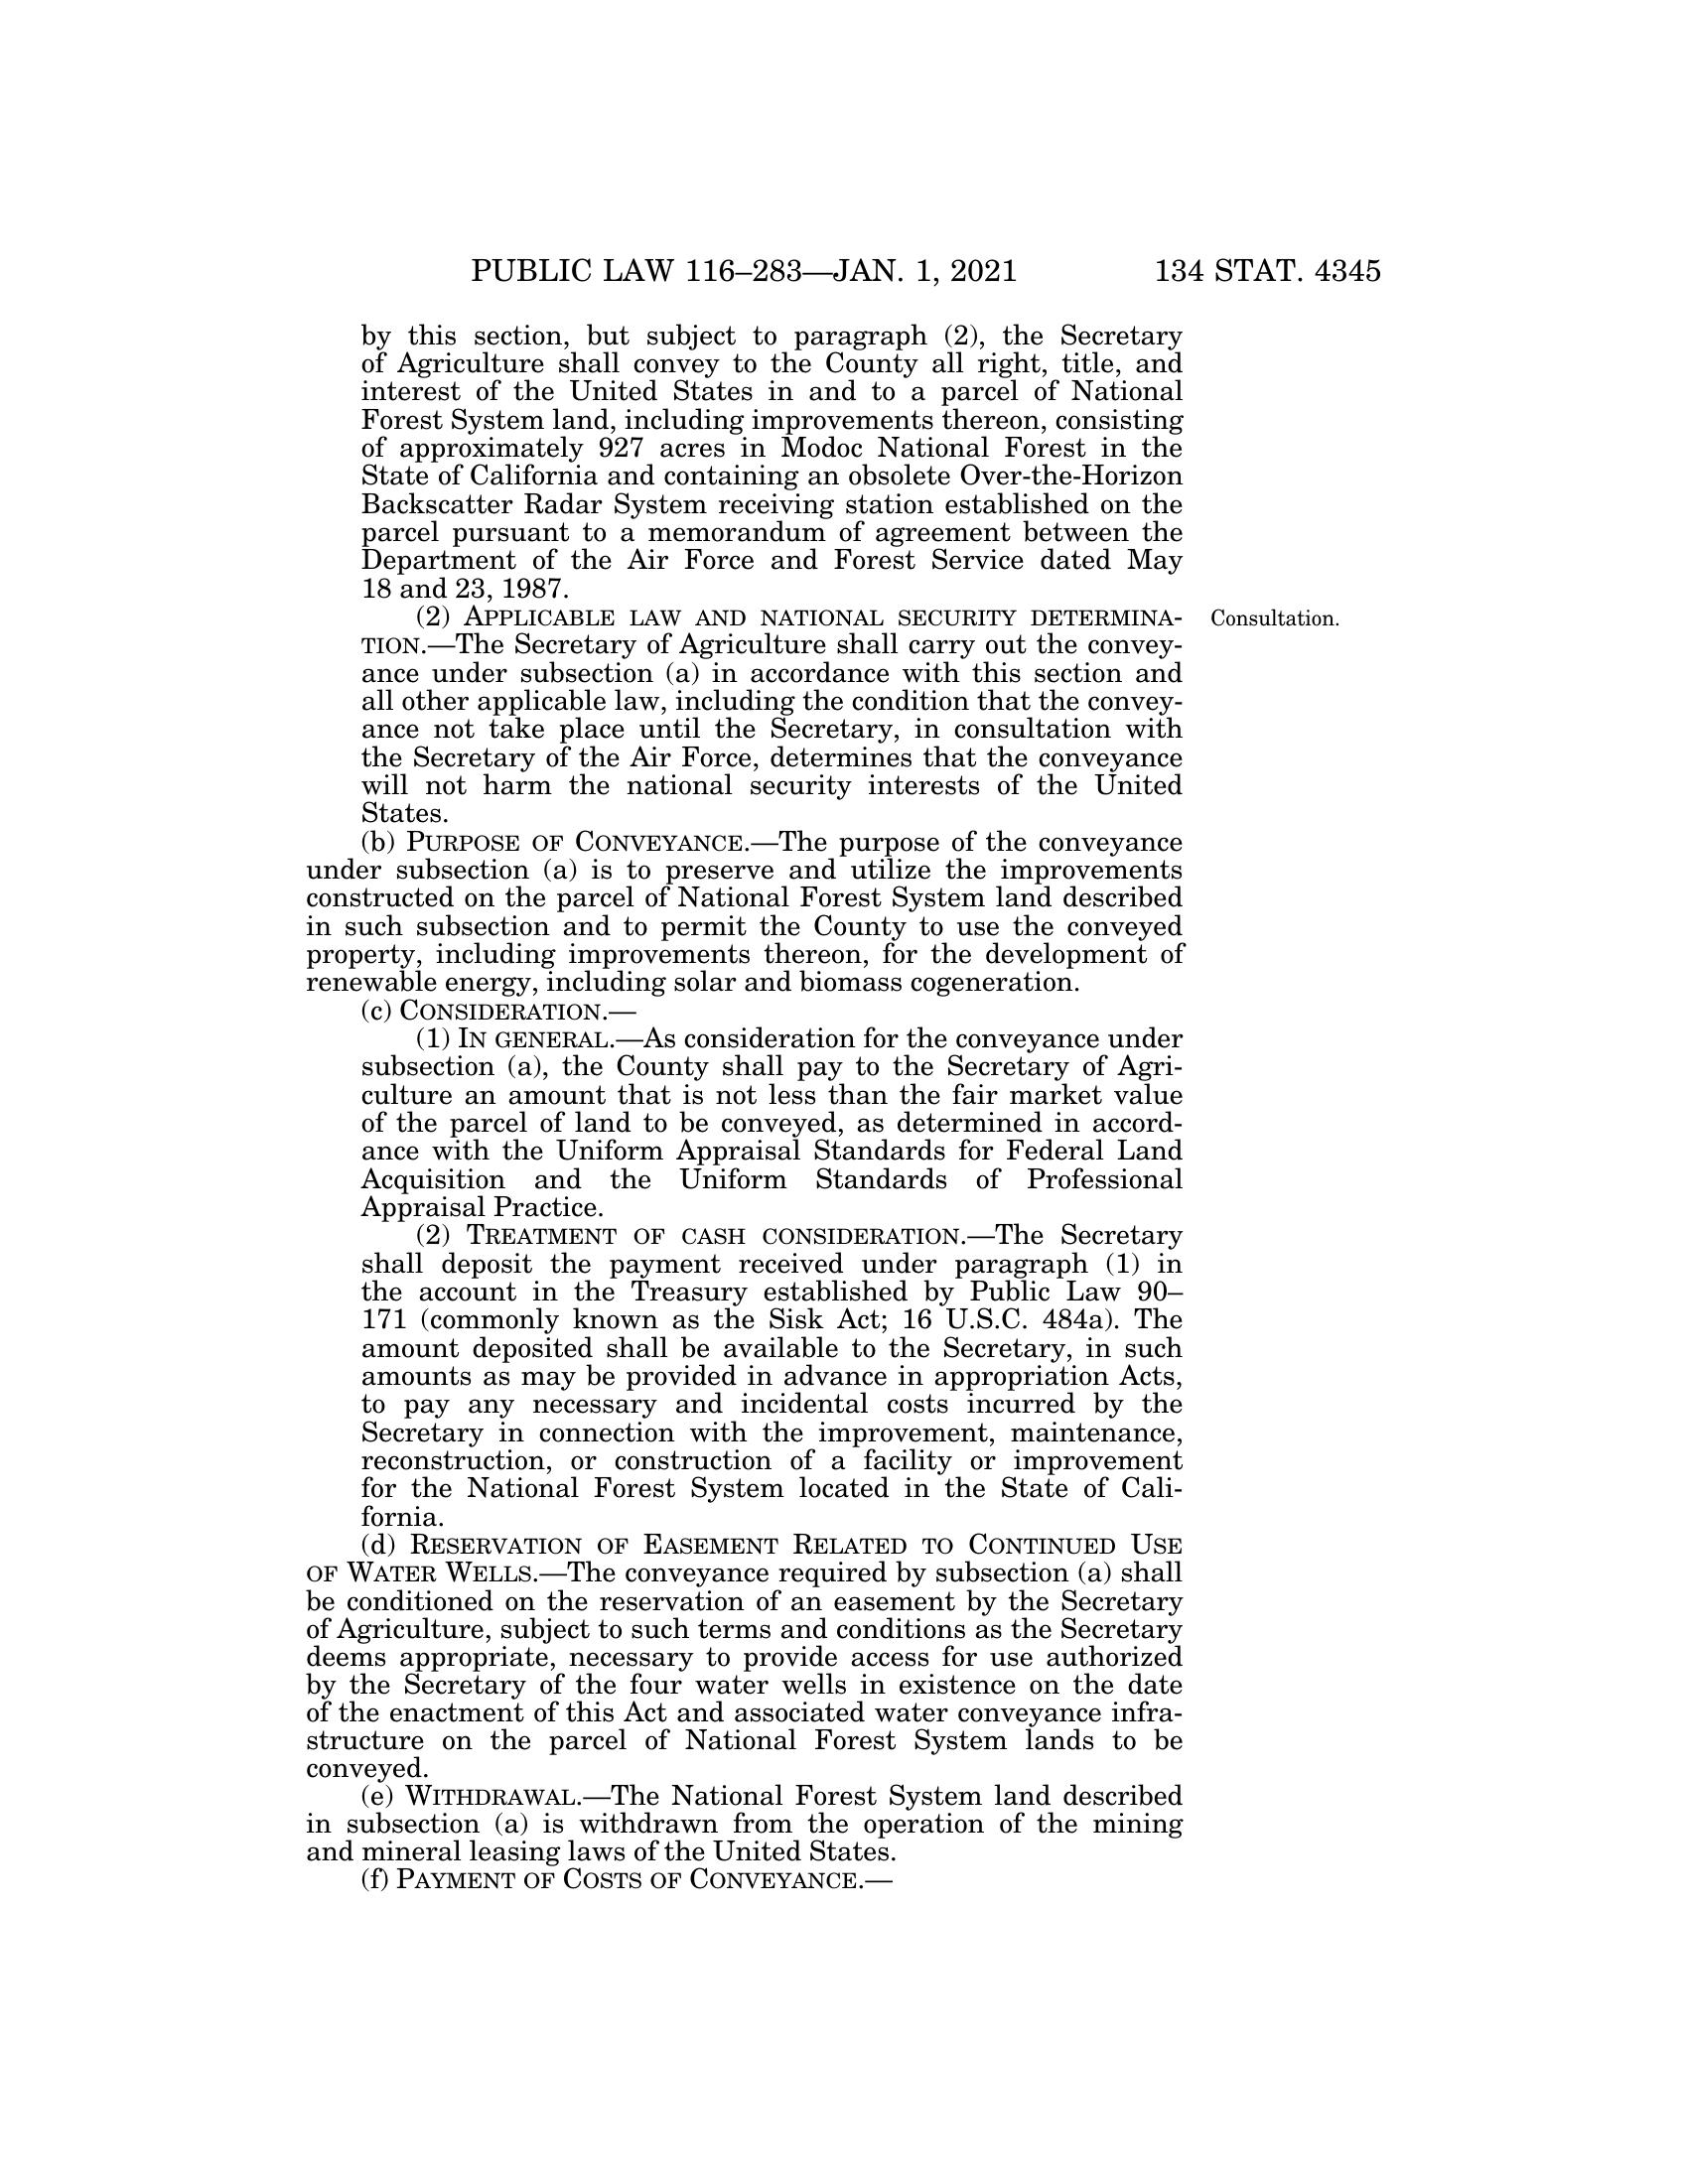 PUBLIC LAW 116–283—JAN. 1, 2021 134 STAT. 4345
by this section, but subject to paragraph (2), the Secretary
of Agriculture shall convey to the County all right, title, and
interest of the United States in and to a parcel of National
Forest System land, including improvements thereon, consisting
of approximately 927 acres in Modoc National Forest in the
State of California and containing an obsolete Over-the-Horizon
Backscatter Radar System receiving station established on the
parcel pursuant to a memorandum of agreement between the
Department of the Air Force and Forest Service dated May
18 and 23, 1987.
(2) APPLICABLE LAW AND NATIONAL SECURITY DETERMINA-
TION.—The Secretary of Agriculture shall carry out the convey-
ance under subsection (a) in accordance with this section and
all other applicable law, including the condition that the convey-
ance not take place until the Secretary, in consultation with
the Secretary of the Air Force, determines that the conveyance
will not harm the national security interests of the United
States.
Consultation.
(b) PURPOSE OF CONVEYANCE.—The purpose of the conveyance
under subsection (a) is to preserve and utilize the improvements
constructed on the parcel of National Forest System land described
in such subsection and to permit the County to use the conveyed
property, including improvements thereon, for the development of
renewable energy, including solar and biomass cogeneration.
(c) CONSIDERATION.—
(1) IN GENERAL.—As consideration for the conveyance under
subsection (a), the County shall pay to the Secretary of Agri-
culture an amount that is not less than the fair market value
of the parcel of land to be conveyed, as determined in accord-
ance with the Uniform Appraisal Standards for Federal Land
Acquisition and the Uniform Standards of Professional
Appraisal Practice.
(2) TREATMENT OF CASH CONSIDERATION.—The Secretary
shall deposit the payment received under paragraph (1) in
the account in the Treasury established by Public Law 90–
171 (commonly known as the Sisk Act; 16 U.S.C. 484a). The
amount deposited shall be available to the Secretary, in such
amounts as may be provided in advance in appropriation Acts,
to pay any necessary and incidental costs incurred by the
Secretary in connection with the improvement, maintenance,
reconstruction, or construction of a facility or improvement
for the National Forest System located in the State of Cali-
fornia.
(d) RESERVATION OF EASEMENT RELATED TO CONTINUED USE
OF WATER WELLS.—The conveyance required by subsection (a) shall
be conditioned on the reservation of an easement by the Secretary
of Agriculture, subject to such terms and conditions as the Secretary
deems appropriate, necessary to provide access for use authorized
by the Secretary of the four water wells in existence on the date
of the enactment of this Act and associated water conveyance infra-
structure on the parcel of National Forest System lands to be
conveyed.
(e) WITHDRAWAL.—The National Forest System land described
in subsection (a) is withdrawn from the operation of the mining
and mineral leasing laws of the United States.
(f) PAYMENT OF COSTS OF CONVEYANCE.—